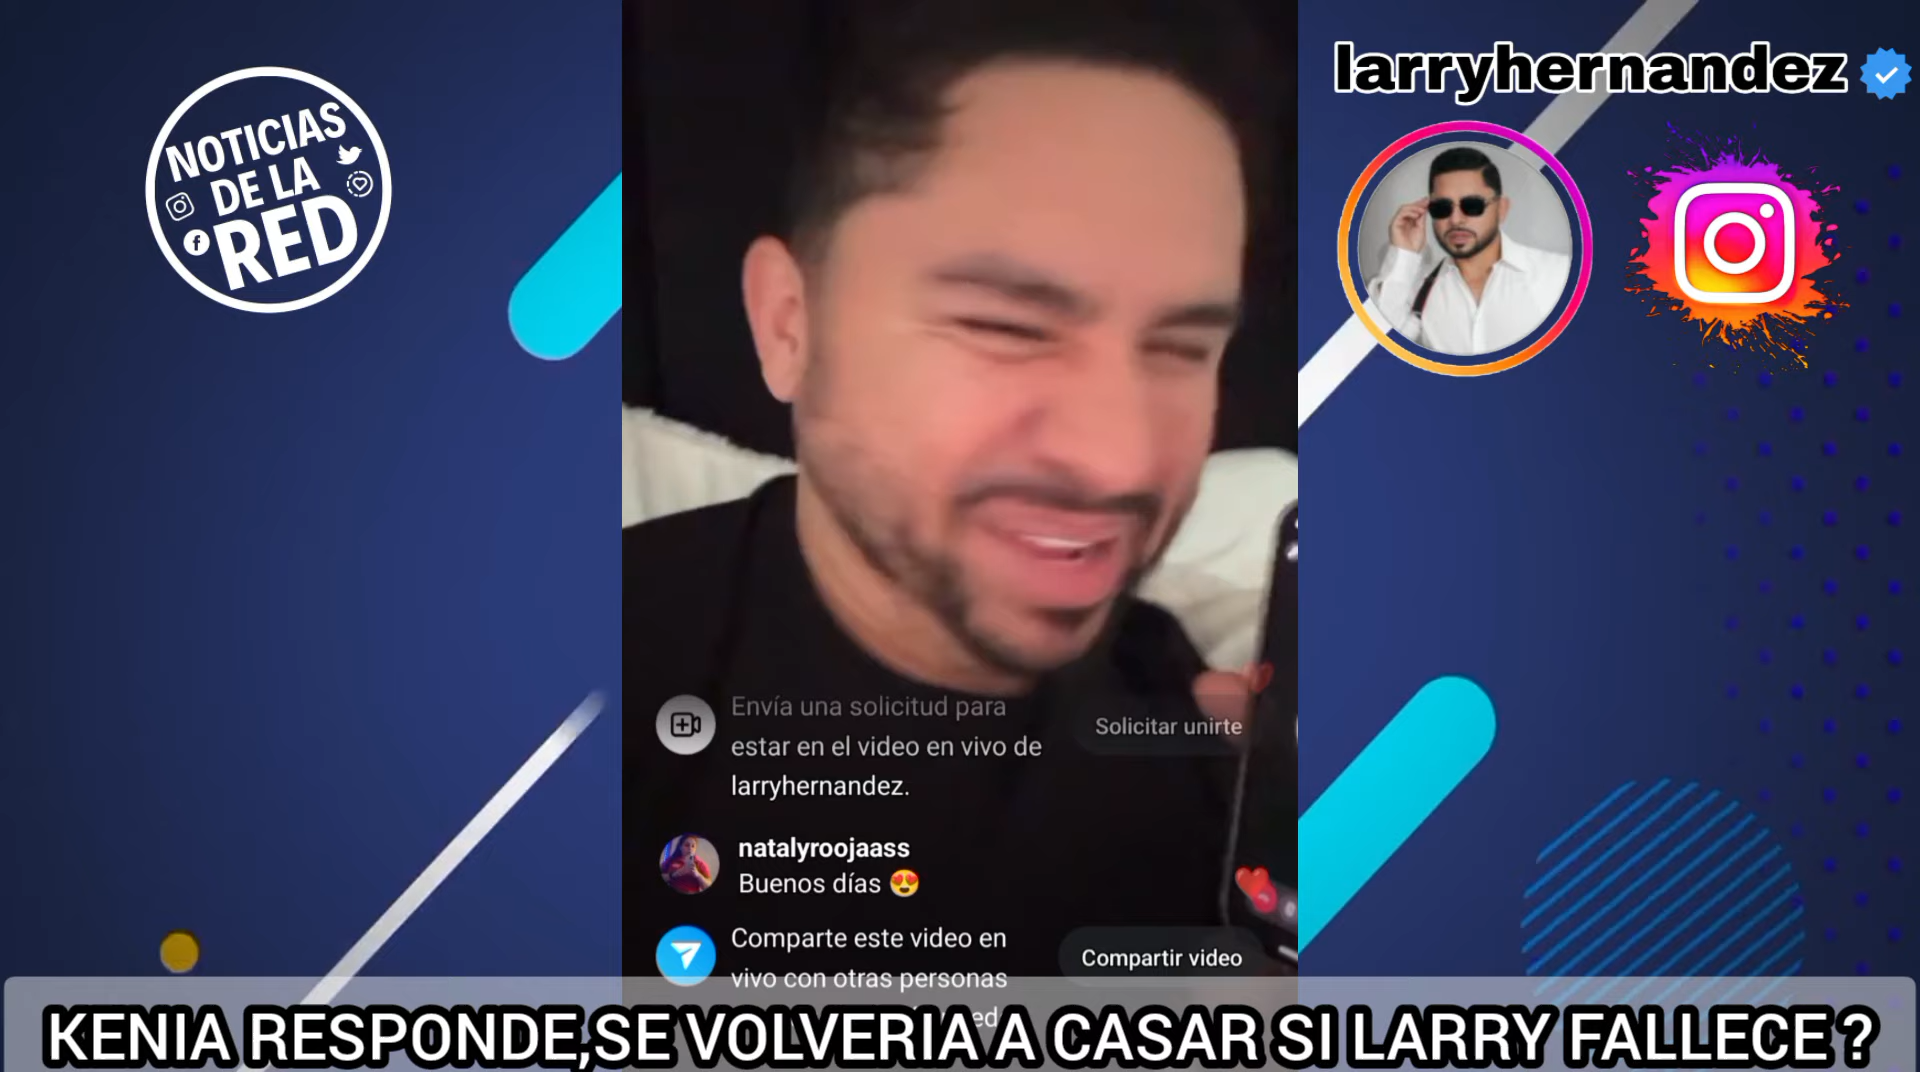 NOTICIAS
DE LA
RED
larryhernandez
Envía una solicitud para
estar en el video en vivo de
larryhernandez.
Solicitar unirte
natalyroojaass
Buenos días 😍
Comparte este video en
vivo con otras personas
Compartir video
KENIA RESPONDE,SE VOLVERIA A CASAR SI LARRY FALLECE ?